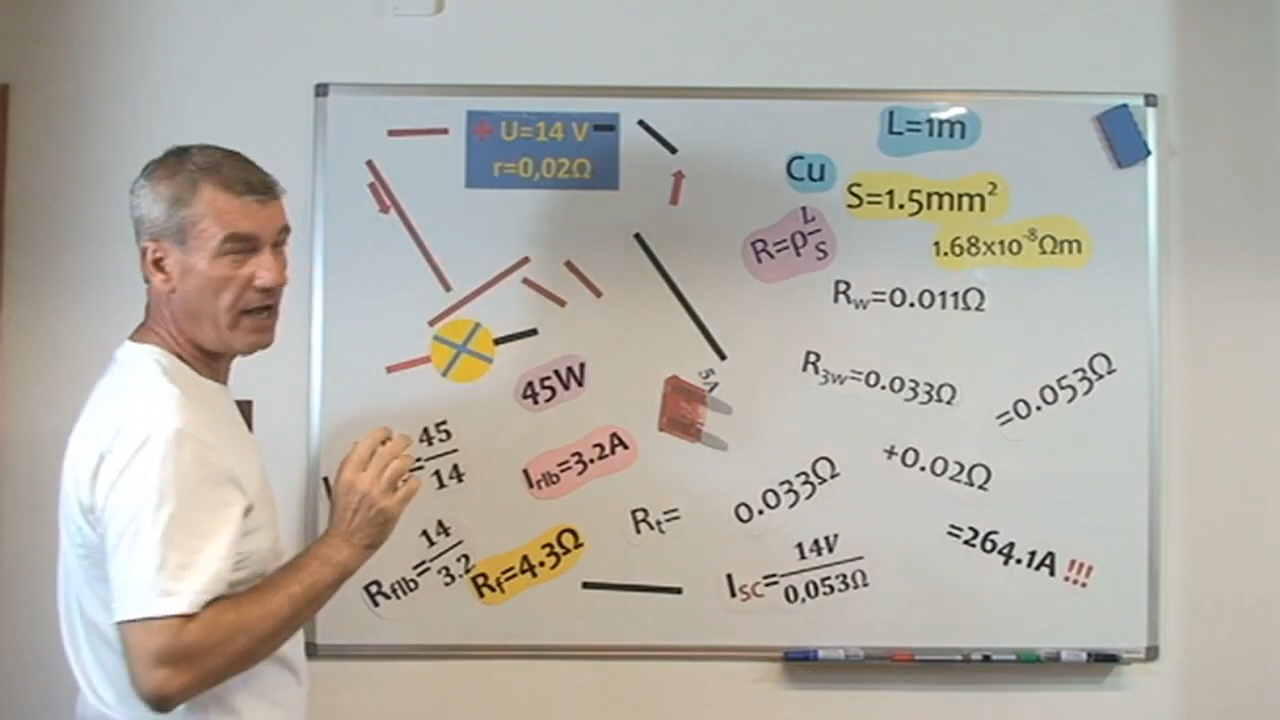 + U=14 V -
r=0,02Ω
L=1m
Cu
S=1.5mm²
R=ρL/S
1.68x10⁻⁸Ωm
Rw=0.011Ω
R3w=0.033Ω
=0.053Ω
+0.02Ω
45W
5A
=45/14
Irlb=3.2A
Rt=
0.033Ω
Rflb=14/3.2
Rf=4.3Ω
Isc=14V/0,053Ω
=264.1A !!!